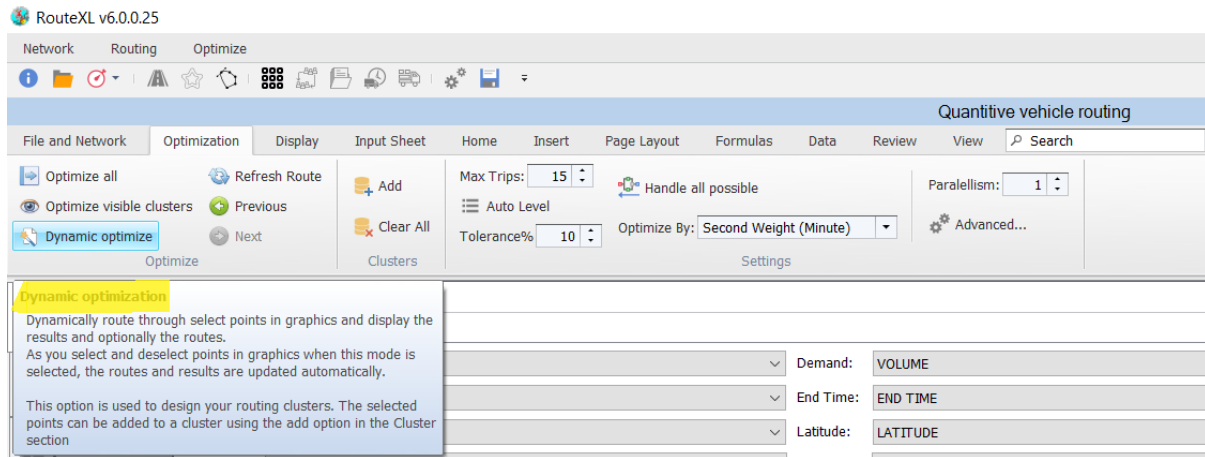 RouteXL v6.0.0.25
Network Routing Optimize
Quantitive vehicle routing
File and Network Optimization Display Input Sheet Home Insert Page Layout Formulas Data Review View Search
Optimize all Refresh Route Add Max Trips: 15 Handle all possible Paralellism: 1
Optimize visible clusters Previous Auto Level
Clear All Optimize By: Second Weight (Minute) Advanced...
Dynamic optimize Next Tolerance% 10
Optimize Clusters Settings
Dynamic optimization
Dynamically route through select points in graphics and display the
results and optionally the routes.
As you select and deselect points in graphics when this mode is
selected, the routes and results are updated automatically.
This option is used to design your routing clusters. The selected
points can be added to a cluster using the add option in the Cluster
section
Demand: VOLUME
End Time: END TIME
Latitude: LATITUDE